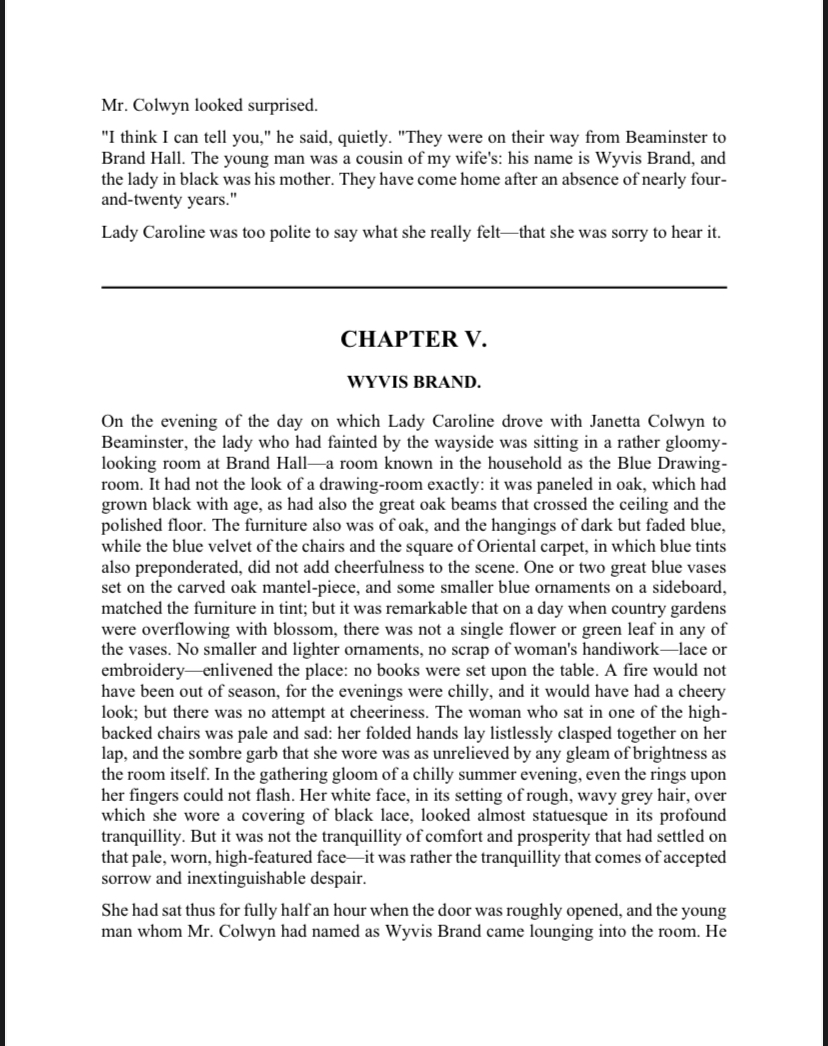 Mr. Colwyn looked surprised.
"I think I can tell you," he said, quietly. "They were on their way from Beaminster to
Brand Hall. The young man was a cousin of my wife's: his name is Wyvis Brand, and
the lady in black was his mother. They have come home after an absence of nearly four-
and-twenty years."
Lady Caroline was too polite to say what she really felt—that she was sorry to hear it.
CHAPTER V.
WYVIS BRAND.
On the evening of the day on which Lady Caroline drove with Janetta Colwyn to
Beaminster, the lady who had fainted by the wayside was sitting in a rather gloomy-
looking room at Brand Hall—a room known in the household as the Blue Drawing-
room. It had not the look of a drawing-room exactly: it was paneled in oak, which had
grown black with age, as had also the great oak beams that crossed the ceiling and the
polished floor. The furniture also was of oak, and the hangings of dark but faded blue,
while the blue velvet of the chairs and the square of Oriental carpet, in which blue tints
also preponderated, did not add cheerfulness to the scene. One or two great blue vases
set on the carved oak mantel-piece, and some smaller blue ornaments on a sideboard,
matched the furniture in tint; but it was remarkable that on a day when country gardens
were overflowing with blossom, there was not a single flower or green leaf in any of
the vases. No smaller and lighter ornaments, no scrap of woman's handiwork—lace or
embroidery—enlivened the place: no books were set upon the table. A fire would not
have been out of season, for the evenings were chilly, and it would have had a cheery
look; but there was no attempt at cheeriness. The woman who sat in one of the high-
backed chairs was pale and sad: her folded hands lay listlessly clasped together on her
lap, and the sombre garb that she wore was as unrelieved by any gleam of brightness as
the room itself. In the gathering gloom of a chilly summer evening, even the rings upon
her fingers could not flash. Her white face, in its setting of rough, wavy grey hair, over
which she wore a covering of black lace, looked almost statuesque in its profound
tranquillity. But it was not the tranquillity of comfort and prosperity that had settled on
that pale, worn, high-featured face—it was rather the tranquillity that comes of accepted
sorrow and inextinguishable despair.
She had sat thus for fully half an hour when the door was roughly opened, and the young
man whom Mr. Colwyn had named as Wyvis Brand came lounging into the room. He